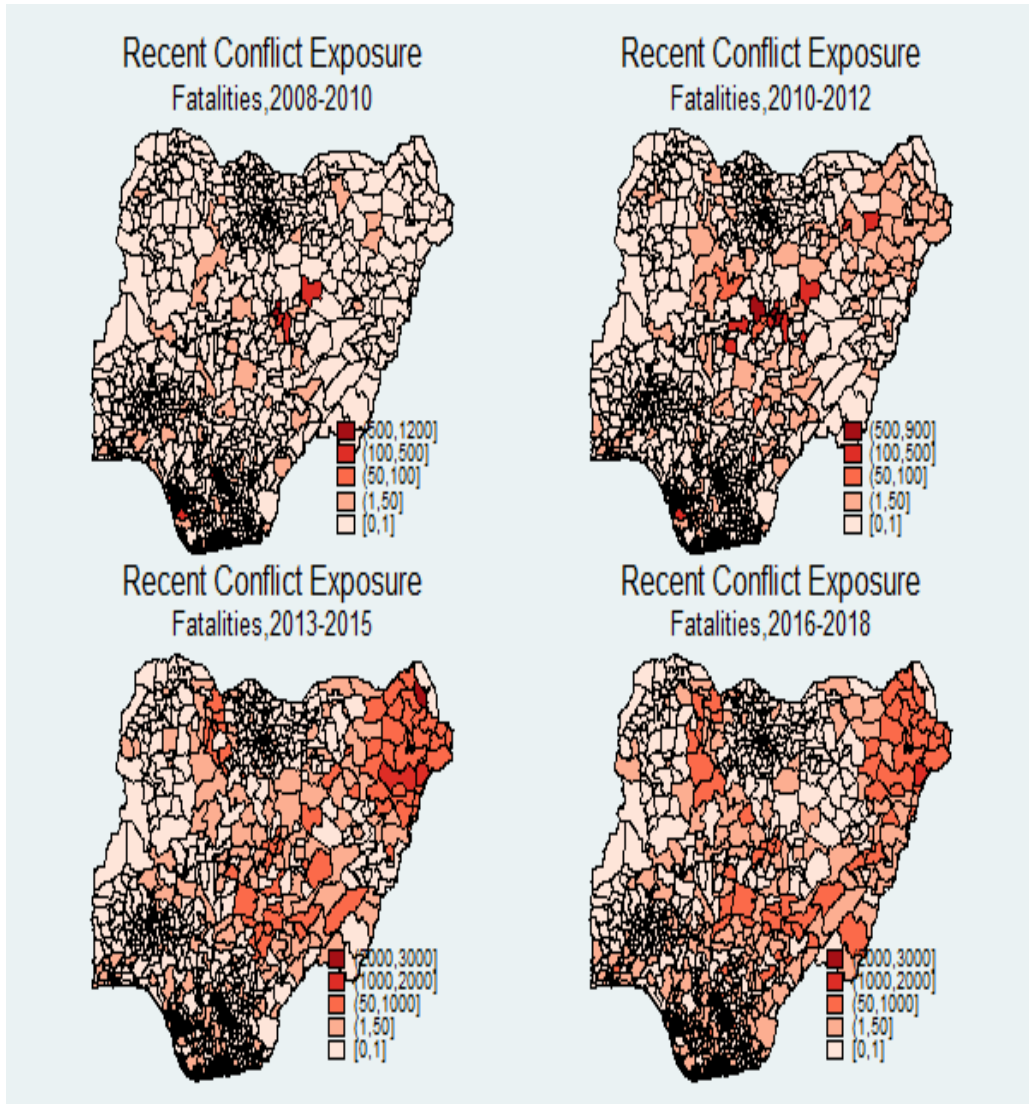 Recent Conflict Exposure
Fatalities,2008-2010
(500,1200]
(100,500]
(50,100]
(1,50]
[0,1]
Recent Conflict Exposure
Fatalities,2010-2012
(500,900]
(100,500]
(50,100]
(1,50]
[0,1]
Recent Conflict Exposure
Fatalities,2013-2015
(2000,3000]
(1000,2000]
(50,1000]
(1,50]
[0,1]
Recent Conflict Exposure
Fatalities,2016-2018
(2000,3000]
(1000,2000]
(50,1000]
(1,50]
[0,1]